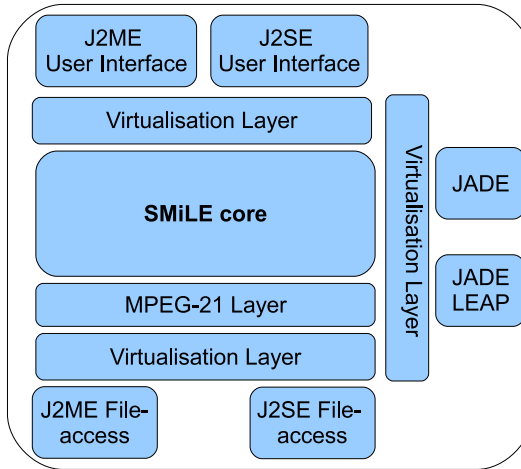 J2ME
User Interface
J2SE
User Interface
Virtualisation Layer
SMiLE core
MPEG-21 Layer
Virtualisation Layer
J2ME File-
access
J2SE File-
access
Virtualisation Layer
JADE
JADE
LEAP